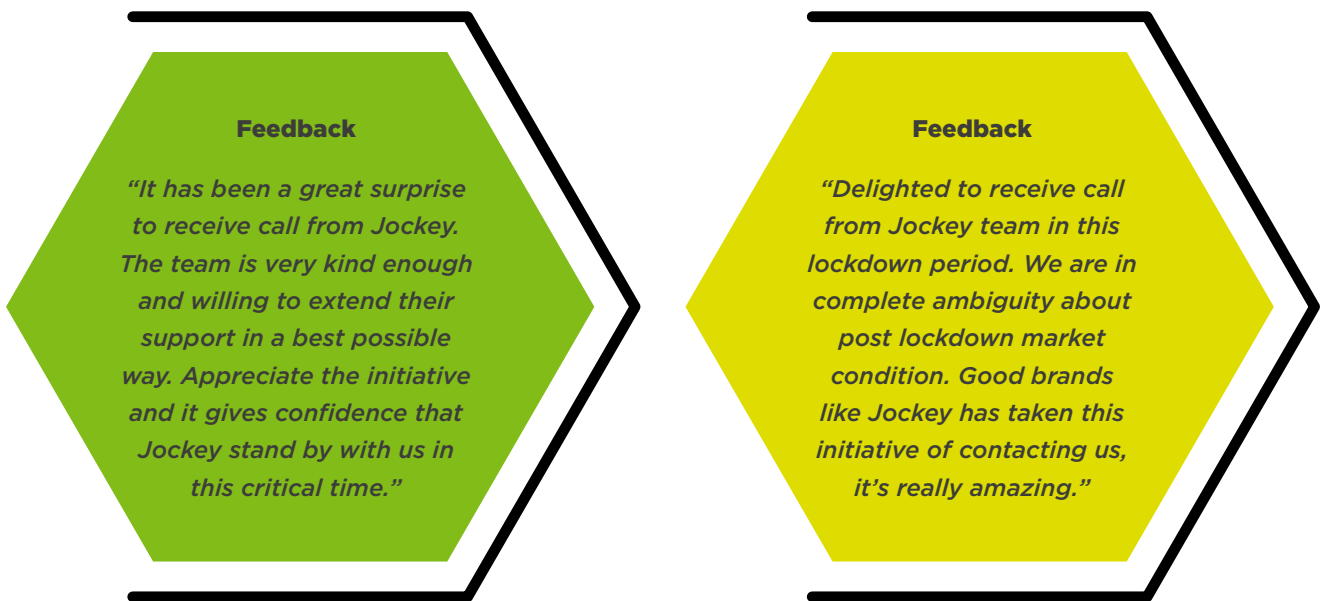 Feedback
“It has been a great surprise
to receive call from Jockey.
The team is very kind enough
and willing to extend their
support in a best possible
way. Appreciate the initiative
and it gives confidence that
Jockey stand by with us in
this critical time.”
Feedback
“Delighted to receive call
from Jockey team in this
lockdown period. We are in
complete ambiguity about
post lockdown market
condition. Good brands
like Jockey has taken this
initiative of contacting us,
it’s really amazing.”